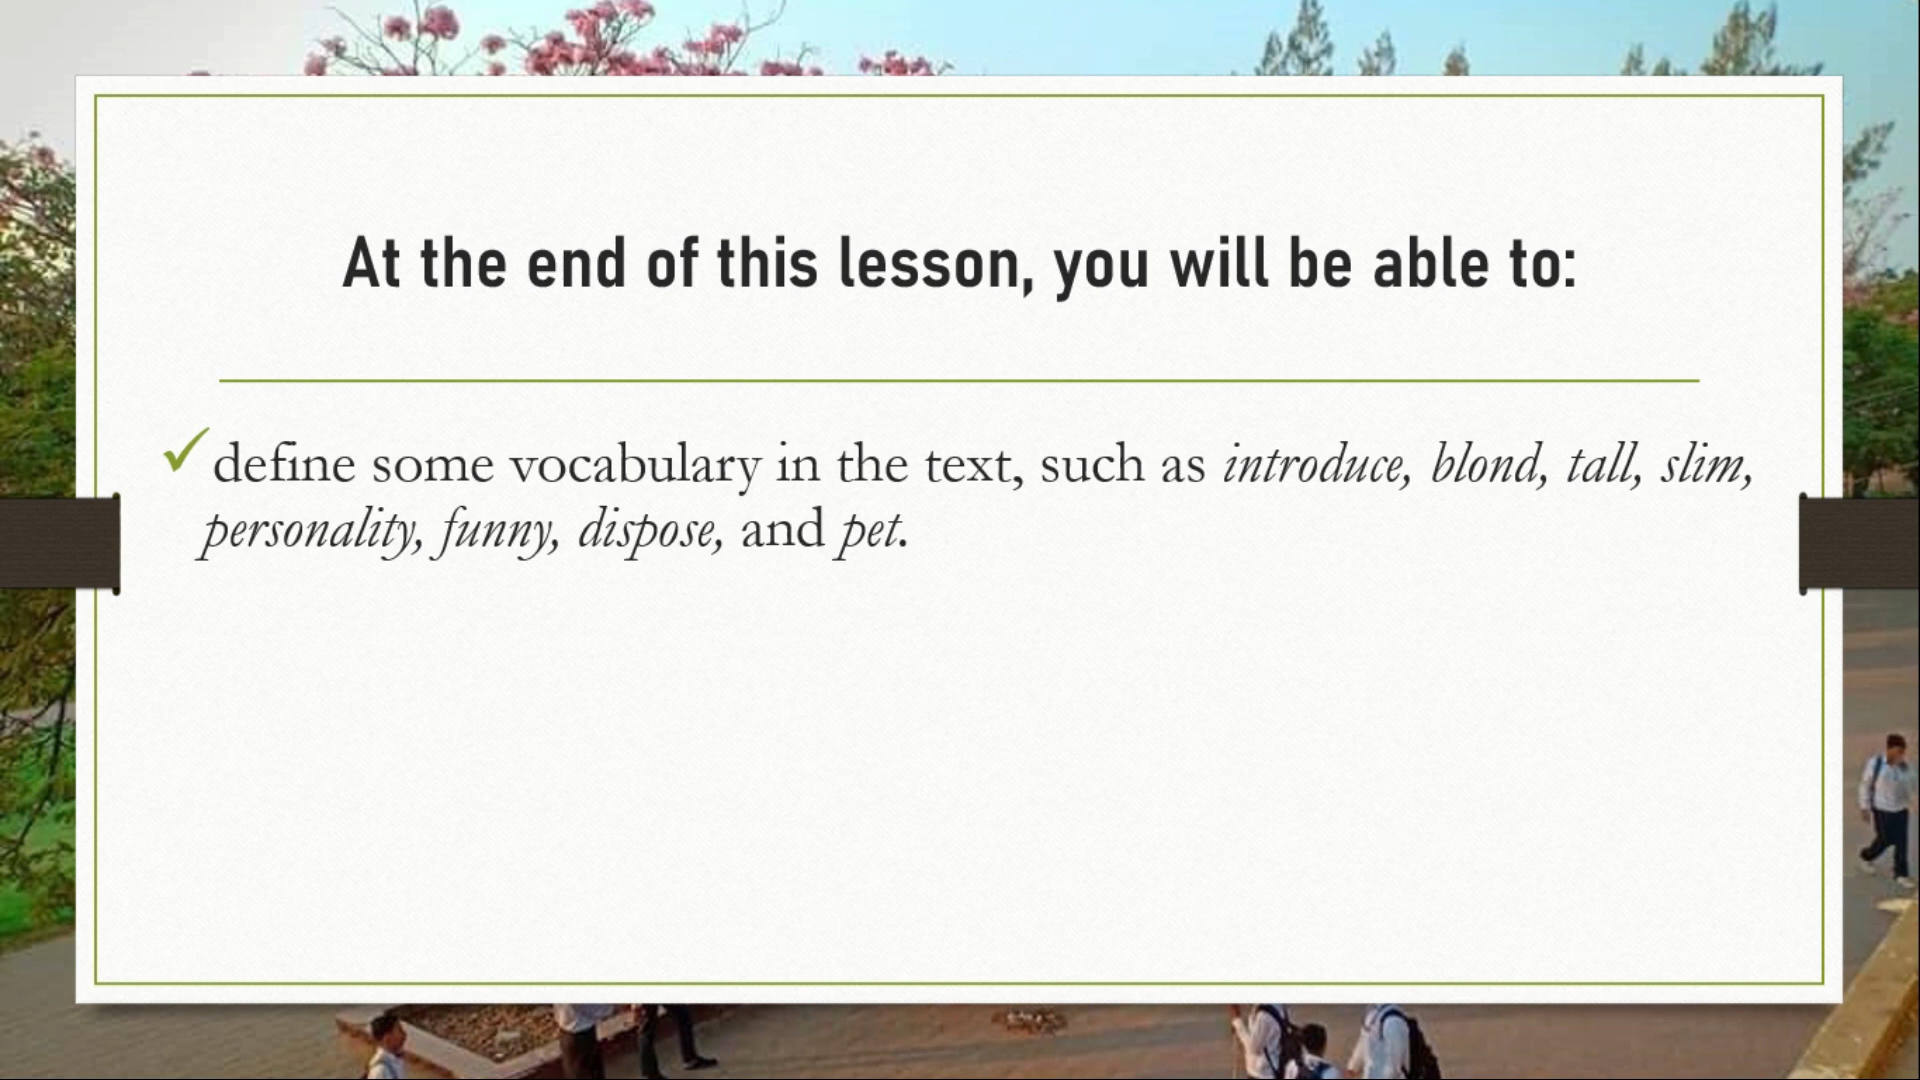 At the end of this lesson, you will be able to:
define some vocabulary in the text, such as introduce, blond, tall, slim,
personality, funny, dispose, and pet.